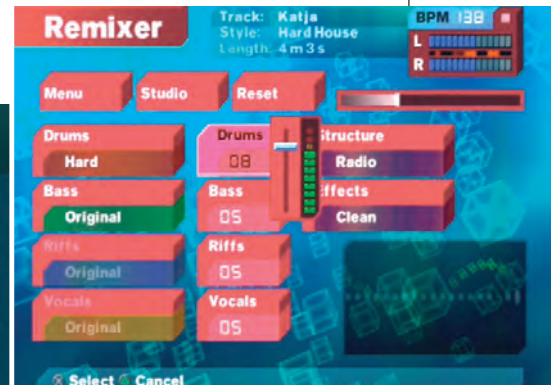 Remixer
Track: Katja
Style: Hard House
Length: 4m3s
BPM 138
L
R
Menu
Studio
Reset
Drums
Hard
Drums
08
Structure
Radio
Bass
Original
Bass
05
Effects
Clean
Riffs
Original
Riffs
05
Vocals
Original
Vocals
05
Select Cancel